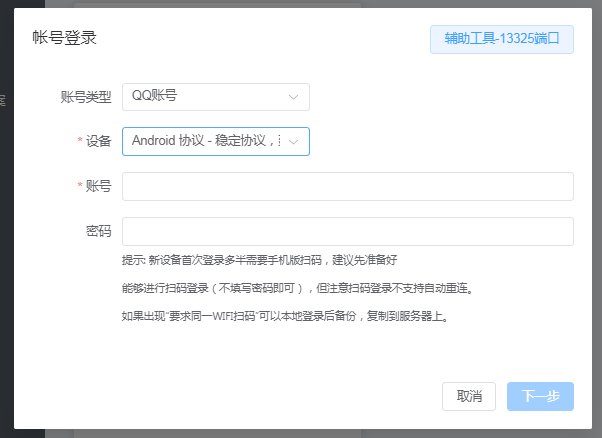 帐号登录
辅助工具-13325端口
案
账号类型
QQ账号
* 设备
Android 协议 - 稳定协议，
* 账号
密码
提示: 新设备首次登录多半需要手机版扫码，建议先准备好
能够进行扫码登录（不填写密码即可），但注意扫码登录不支持自动重连。
如果出现“要求同一WIFI扫码”可以本地登录后备份，复制到服务器上。
取消
下一步